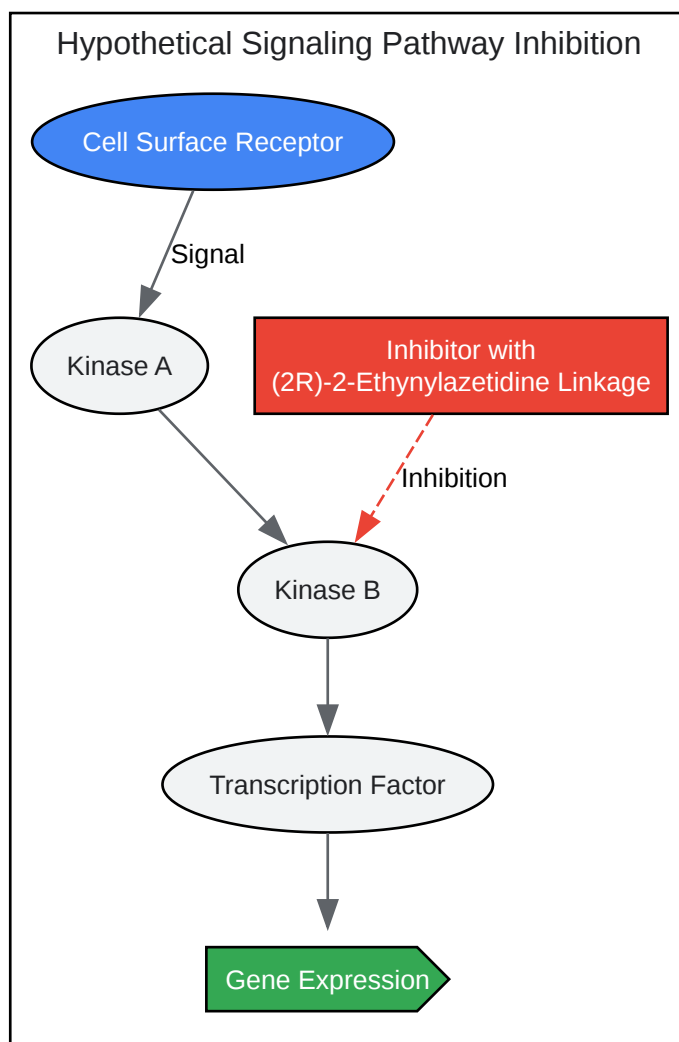 Hypothetical Signaling Pathway Inhibition
Cell Surface Receptor
Signal
Kinase A
Inhibitor with
(2R)-2-Ethynylazetidine Linkage
Inhibition
Kinase B
Transcription Factor
Gene Expression